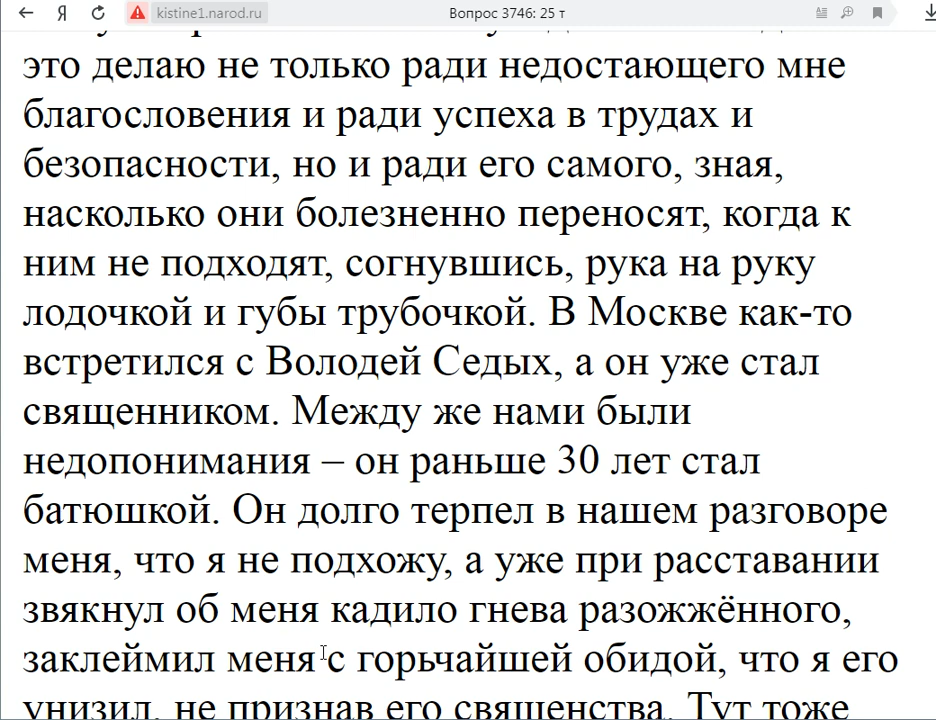 kistine1.narod.ru
Вопрос 3746: 25 т
это делаю не только ради недостающего мне
благословения и ради успеха в трудах и
безопасности, но и ради его самого, зная,
насколько они болезненно переносят, когда к
ним не подходят, согнувшись, рука на руку
лодочкой и губы трубочкой. В Москве как-то
встретился с Володей Седых, а он уже стал
священником. Между же нами были
недопонимания – он раньше 30 лет стал
батюшкой. Он долго терпел в нашем разговоре
меня, что я не подхожу, а уже при расставании
звякнул об меня кадило гнева разожжённого,
заклеймил меня с горьчайшей обидой, что я его
унизил, не признав его священства. Тут тоже